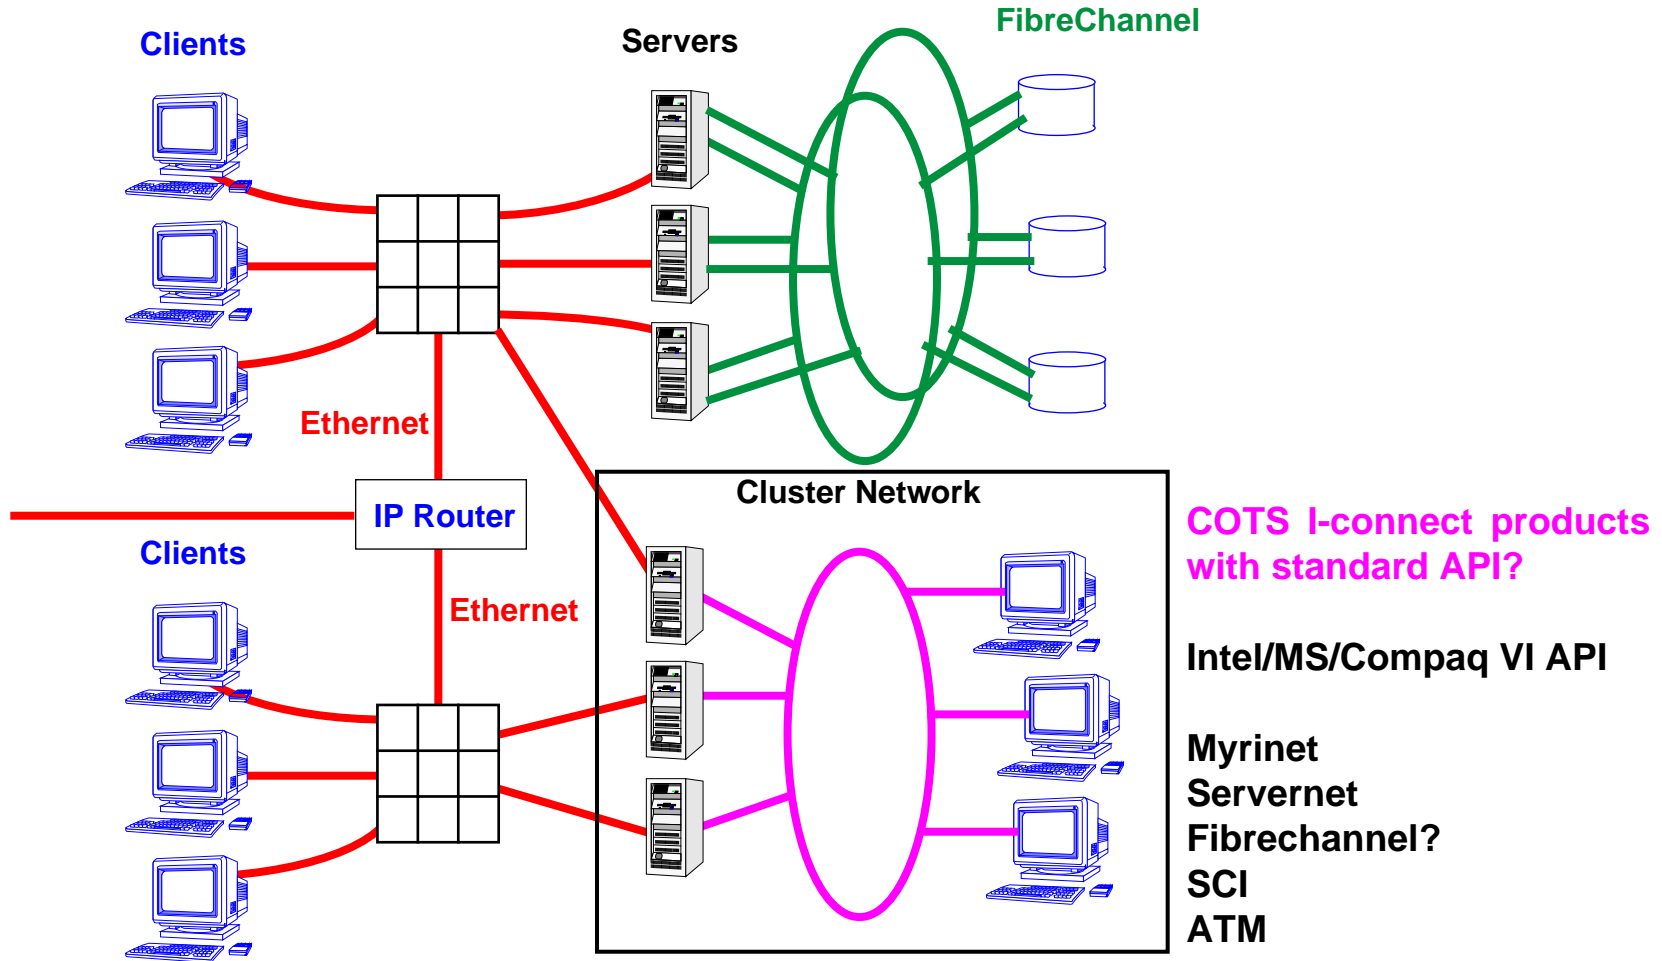 Clients
Servers
FibreChannel
Ethernet
IP Router
Clients
Ethernet
Cluster Network
COTS I-connect products
with standard API?
Intel/MS/Compaq VI API
Myrinet
Servernet
Fibrechannel?
SCI
ATM